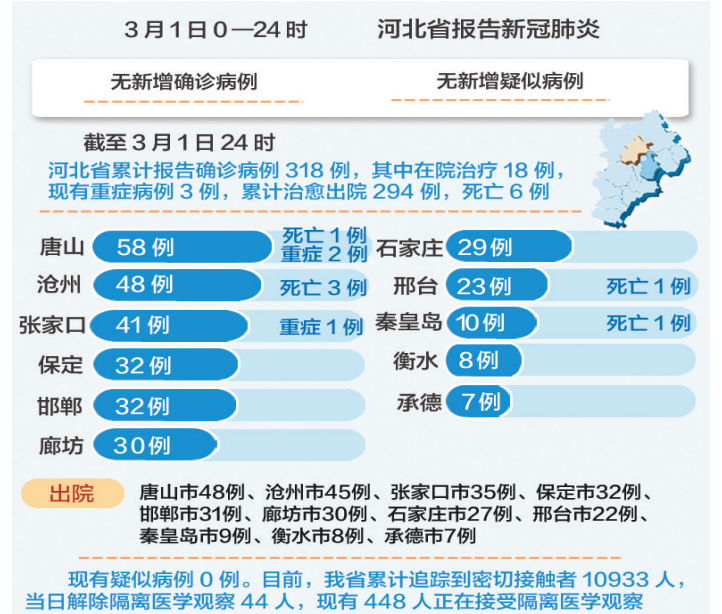 3月1日0—24时 河北省报告新冠肺炎
无新增确诊病例 无新增疑似病例
截至3月1日24时
河北省累计报告确诊病例318例，其中在院治疗18例，
现有重症病例3例，累计治愈出院294例，死亡6例
唐山 58例 死亡1例 重症2例
沧州 48例 死亡3例
张家口 41例 重症1例
保定 32例
邯郸 32例
廊坊 30例
石家庄 29例
邢台 23例 死亡1例
秦皇岛 10例 死亡1例
衡水 8例
承德 7例
出院 唐山市48例、沧州市45例、张家口市35例、保定市32例、
邯郸市31例、廊坊市30例、石家庄市27例、邢台市22例、
秦皇岛市9例、衡水市8例、承德市7例
现有疑似病例0例。目前，我省累计追踪到密切接触者10933人，
当日解除隔离医学观察44人，现有448人正在接受隔离医学观察